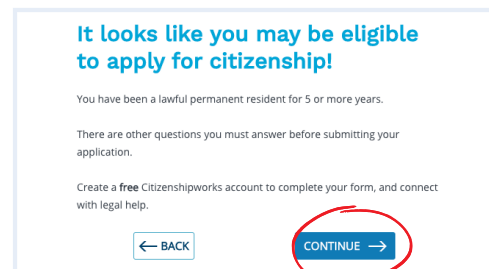 It looks like you may be eligible
to apply for citizenship!
You have been a lawful permanent resident for 5 or more years.
There are other questions you must answer before submitting your
application.
Create a free Citizenshipworks account to complete your form, and connect
with legal help.
← BACK
CONTINUE →